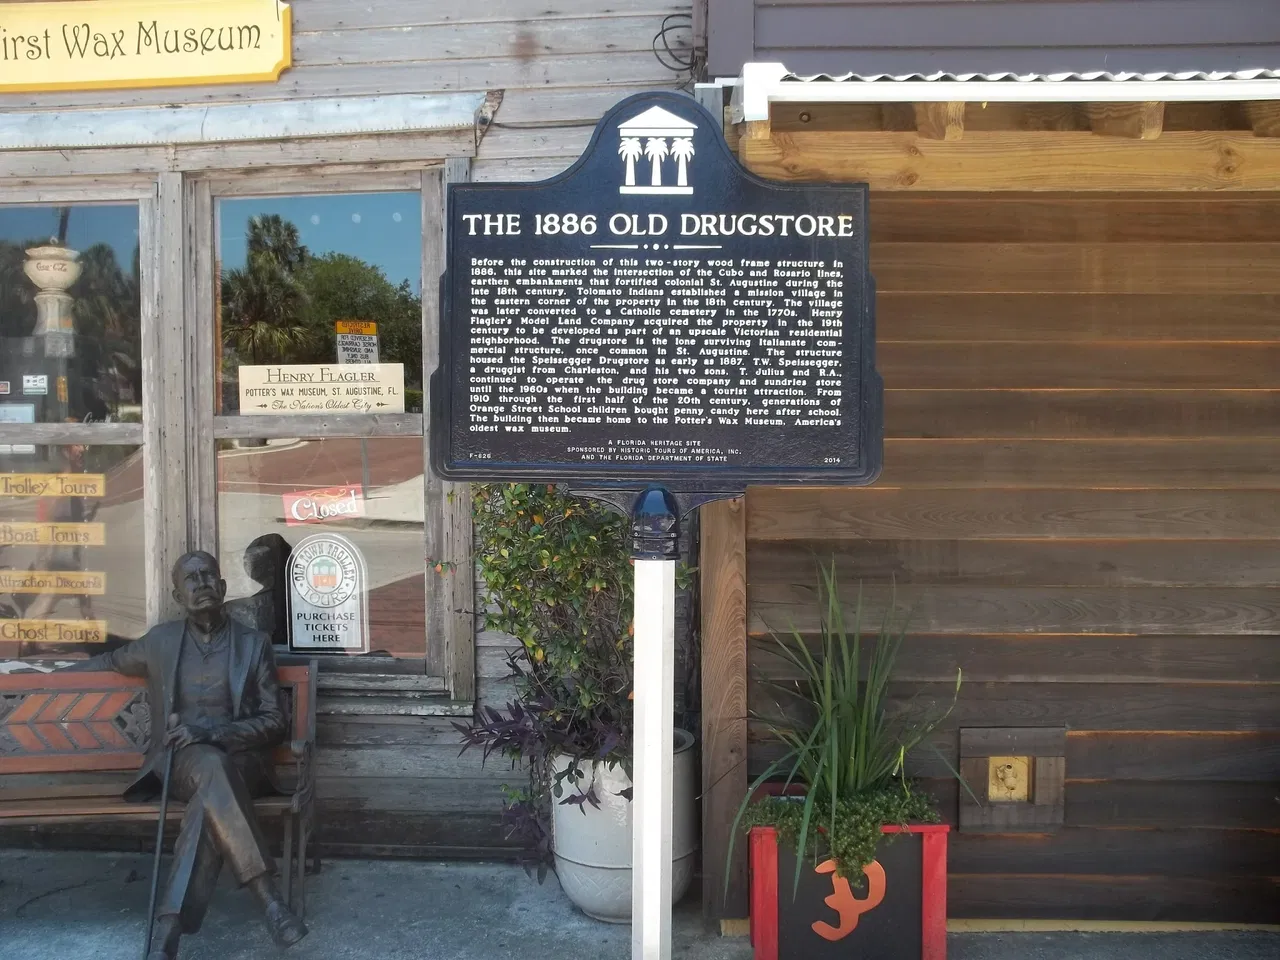 First Wax Museum
THE 1886 OLD DRUGSTORE
Before the construction of this two-story wood frame structure in
1886, this site marked the intersection of the Cubo and Rosario lines,
earthen embankments that fortified colonial St. Augustine during the
late 18th century. Tolomato Indians established a mission village in
the eastern corner of the property in the 18th century. The village
was later converted to a Catholic cemetery in the 1770s. Henry
Flagler's Model Land Company acquired the property in the 19th
century to be developed as part of an upscale Victorian residential
neighborhood. The drugstore is the lone surviving Italianate com-
mercial structure, once common in St. Augustine. The structure
housed the Speissegger Drugstore as early as 1887. T.W. Speissegger,
a druggist from Charleston, and his two sons, T. Julius and R.A.,
continued to operate the drug store company and sundries store
until the 1960s when the building became a tourist attraction. From
1910 through the first half of the 20th century, generations of
Orange Street School children bought penny candy here after school.
The building then became home to the Potter's Wax Museum, America's
oldest wax museum.
A FLORIDA HERITAGE SITE
SPONSORED BY HISTORIC TOURS OF AMERICA, INC.
AND THE FLORIDA DEPARTMENT OF STATE
F-826
2014
Coca-Cola
HENRY FLAGLER
POTTER'S WAX MUSEUM, ST. AUGUSTINE, FL.
The Nation's Oldest City
Closed
Trolley Tours
Boat Tours
Attraction Discounts
Ghost Tours
OLD TOWN TROLLEY
TOURS
PURCHASE
TICKETS
HERE